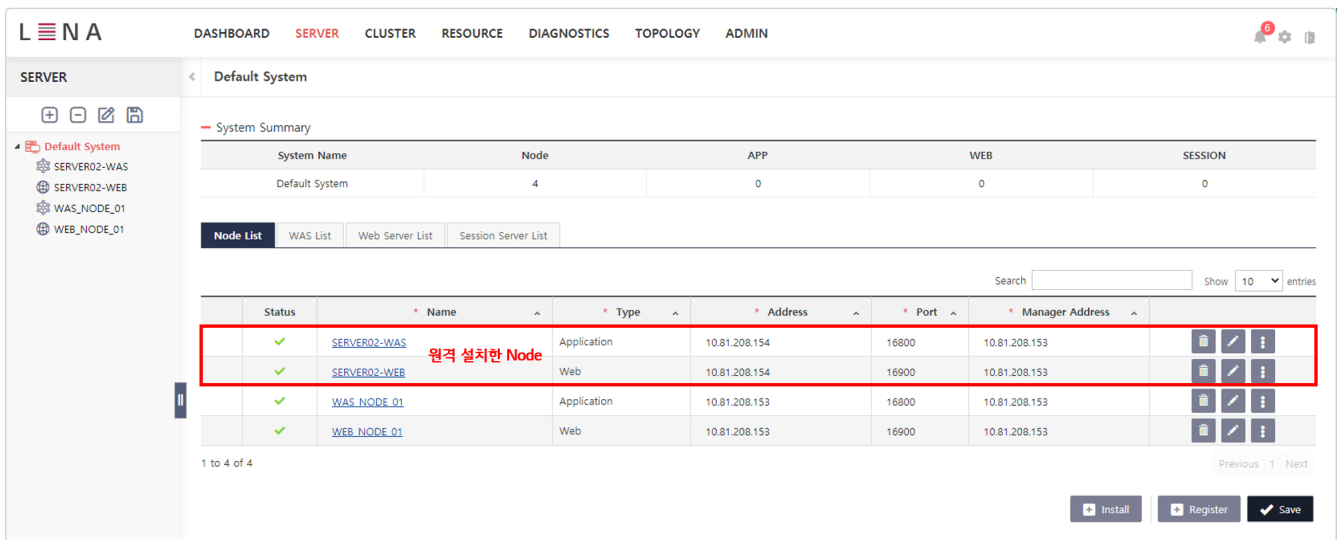 LENA
DASHBOARD SERVER CLUSTER RESOURCE DIAGNOSTICS TOPOLOGY ADMIN 6
SERVER
Default System
Default System
SERVER02-WAS
SERVER02-WEB
WAS_NODE_01
WEB_NODE_01
System Summary
System Name Node APP WEB SESSION
Default System 4 0 0 0
Node List WAS List Web Server List Session Server List
Search Show 10 entries
Status * Name * Type * Address * Port * Manager Address
SERVER02-WAS Application 10.81.208.154 16800 10.81.208.153
원격 설치한 Node
SERVER02-WEB Web 10.81.208.154 16900 10.81.208.153
WAS_NODE_01 Application 10.81.208.153 16800 10.81.208.153
WEB_NODE_01 Web 10.81.208.153 16900 10.81.208.153
1 to 4 of 4 Previous 1 Next
Install Register Save